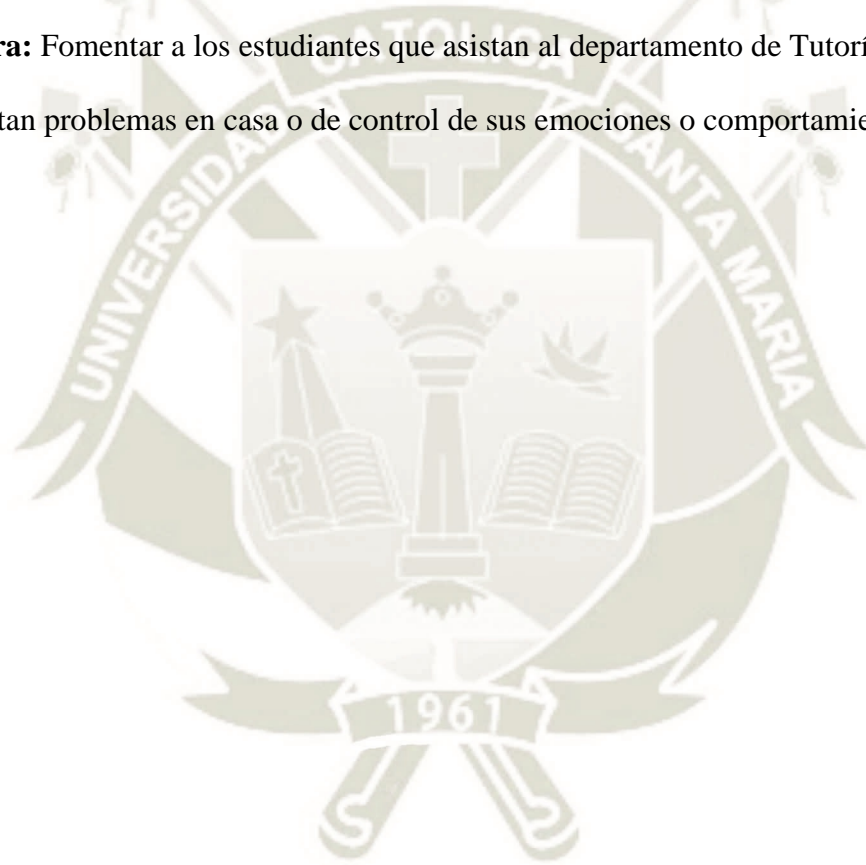 ra: Fomentar a los estudiantes que asistan al departamento de Tutorí
tan problemas en casa o de control de sus emociones o comportamie
UNIVERSIDAD CATOLICA SANTA MARIA
1961